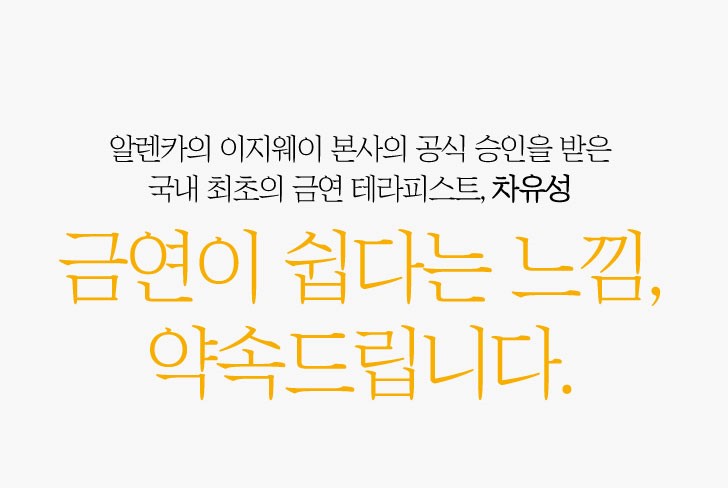 알렌카의 이지웨이 본사의 공식 승인을 받은
국내 최초의 금연 테라피스트, 차유성
금연이 쉽다는 느낌,
약속드립니다.